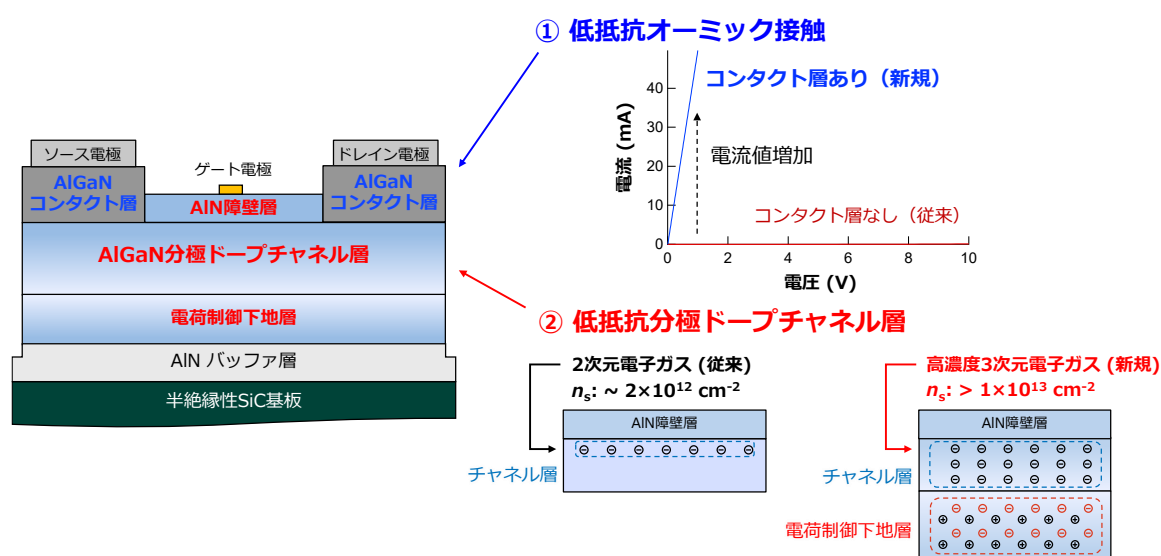 ① 低抵抗オーミック接触
ソース電極
ゲート電極
ドレイン電極
AlGaN
コンタクト層
AlN障壁層
AlGaN
コンタクト層
AlGaN分極ドープチャネル層
電荷制御下地層
AlN バッファ層
半絶縁性SiC基板
電流 (mA)
40
30
20
10
0
0
2
4
6
8
10
電圧 (V)
コンタクト層あり（新規）
電流値増加
コンタクト層なし（従来）
② 低抵抗分極ドープチャネル層
2次元電子ガス (従来)
ns: ~ 2×10¹² cm⁻²
AlN障壁層
チャネル層
高濃度3次元電子ガス (新規)
ns: > 1×10¹³ cm⁻²
AlN障壁層
チャネル層
電荷制御下地層